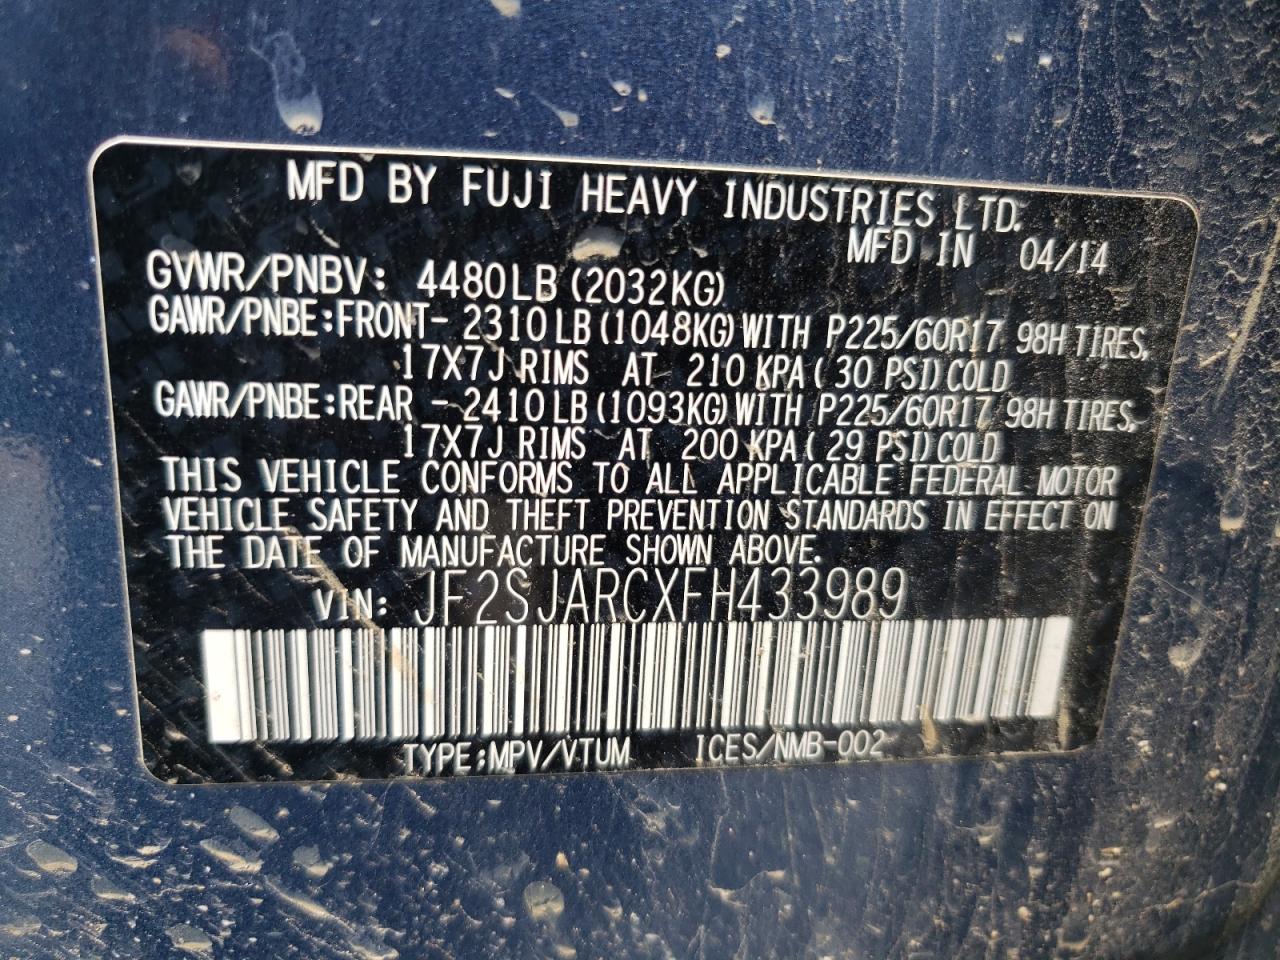 MFD BY FUJI HEAVY INDUSTRIES LTD.
MFD IN 04/14
GVWR/PNBV: 4480LB (2032KG)
GAWR/PNBE:FRONT- 2310LB(1048KG)WITH P225/60R17 98H TIRES,
17X7J RIMS AT 210 KPA( 30 PSI)COLD
GAWR/PNBE:REAR -2410LB(1093KG)WITH P225/60R17 98H TIRES,
17X7J RIMS AT 200 KPA( 29 PSI)COLD
THIS VEHICLE CONFORMS TO ALL APPLICABLE FEDERAL MOTOR
VEHICLE SAFETY AND THEFT PREVENTION STANDARDS IN EFFECT ON
THE DATE OF MANUFACTURE SHOWN ABOVE.
VIN: JF2SJARCXFH433989
TYPE:MPV/VTUM ICES/NMB-002